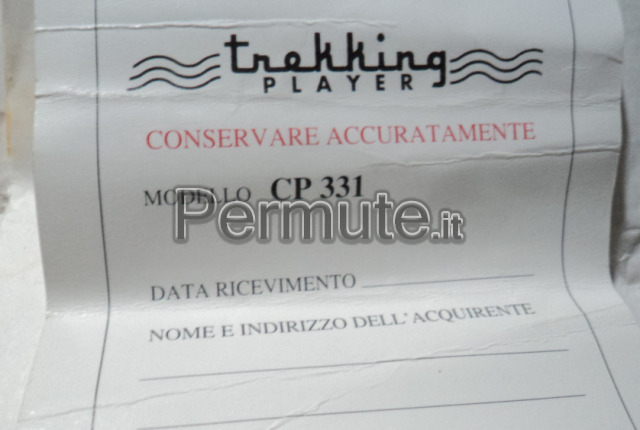 trekking
PLAYER
CONSERVARE ACCURATAMENTE
MODELLO CP 331
Permute.it
DATA RICEVIMENTO
NOME E INDIRIZZO DELL'ACQUIRENTE